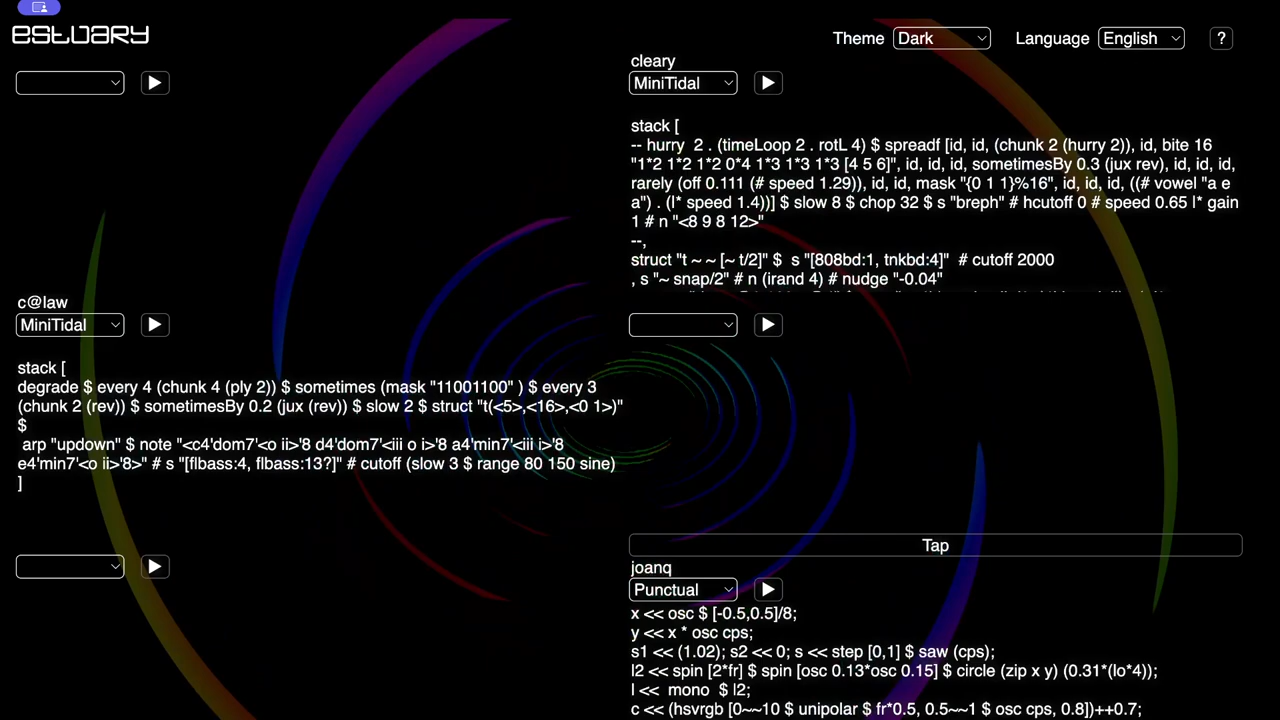 estuary
Theme Dark Language English ?
cleary
MiniTidal
stack [
-- hurry 2 . (timeLoop 2 . rotL 4) $ spreadf [id, id, (chunk 2 (hurry 2)), id, bite 16
"1*2 1*2 1*2 0*4 1*3 1*3 1*3 [4 5 6]", id, id, id, sometimesBy 0.3 (jux rev), id, id, id,
rarely (off 0.111 (# speed 1.29)), id, id, mask "{0 1 1}%16", id, id, id, ((# vowel "a e
a") . (|* speed 1.4))] $ slow 8 $ chop 32 $ s "breph" # hcutoff 0 # speed 0.65 |* gain
1 # n "<8 9 8 12>"
--,
struct "t ~ ~ [~ t/2]" $ s "[808bd:1, tnkbd:4]" # cutoff 2000
, s "~ snap/2" # n (irand 4) # nudge "-0.04"
c@law
MiniTidal
stack [
degrade $ every 4 (chunk 4 (ply 2)) $ sometimes (mask "11001100" ) $ every 3
(chunk 2 (rev)) $ sometimesBy 0.2 (jux (rev)) $ slow 2 $ struct "t(<5>,<16>,<0 1>)"
$
arp "updown" $ note "<c4'dom7'<o ii>'8 d4'dom7'<iii o i>'8 a4'min7'<iii i>'8
e4'min7'<o ii>'8>" # s "[flbass:4, flbass:13?]" # cutoff (slow 3 $ range 80 150 sine)
]
Tap
joanq
Punctual
x << osc $ [-0.5,0.5]/8;
y << x * osc cps;
s1 << (1.02); s2 << 0; s << step [0,1] $ saw (cps);
l2 << spin [2*fr] $ spin [osc 0.13*osc 0.15] $ circle (zip x y) (0.31*(lo*4));
l << mono $ l2;
c << (hsvrgb [0~~10 $ unipolar $ fr*0.5, 0.5~~1 $ osc cps, 0.8])++0.7;